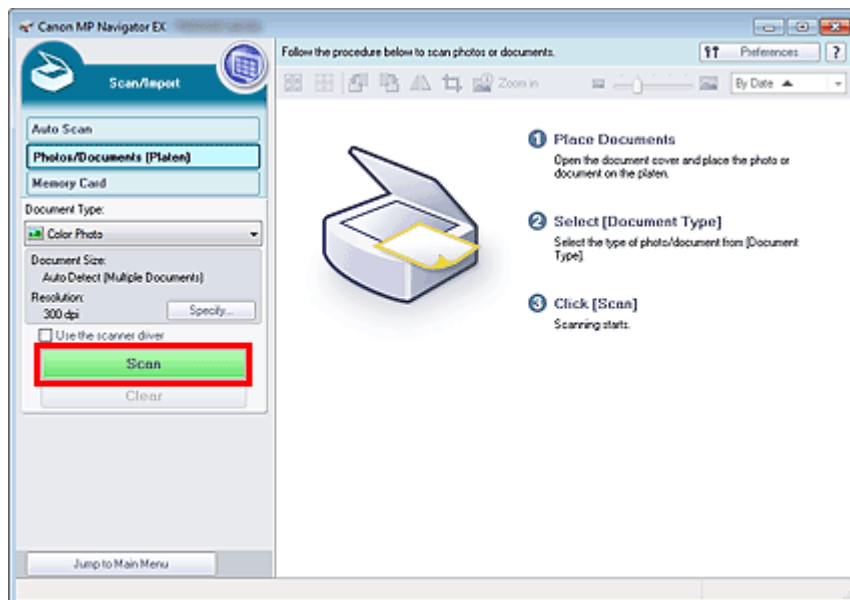 Canon MP Navigator EX
Scan/Import
Follow the procedure below to scan photos or documents.
Preferences
?
Zoom in
By Date
Auto Scan
Photos/Documents (Platen)
Memory Card
Document Type:
Color Photo
Document Size:
Auto Detect (Multiple Documents)
Resolution:
300 dpi
Specify...
Use the scanner driver
Scan
Clear
Jump to Main Menu
1 Place Documents
Open the document cover and place the photo or
document on the platen.
2 Select [Document Type]
Select the type of photo/document from [Document
Type].
3 Click [Scan]
Scanning starts.